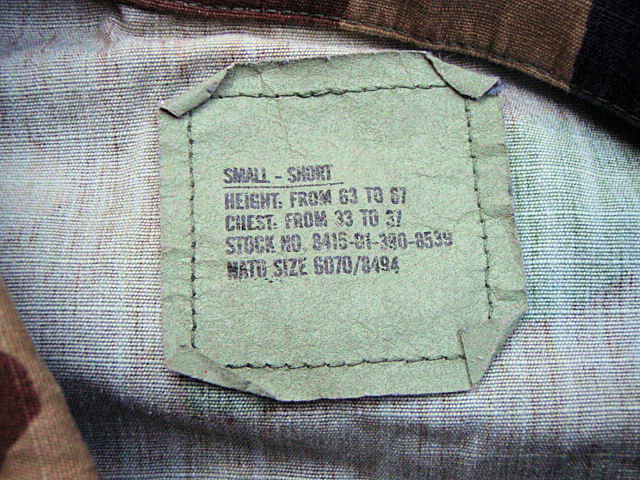 SMALL - SHORT
HEIGHT: FROM 63 TO 67
CHEST: FROM 33 TO 37
STOCK NO. 8415-01-390-8539
NATO SIZE 6070/8494